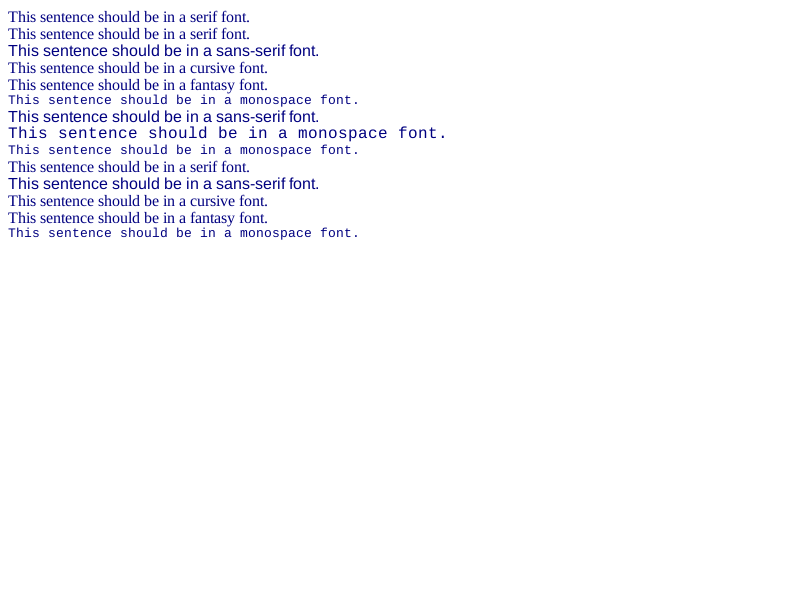 This sentence should be in a serif font.
This sentence should be in a serif font.
This sentence should be in a sans-serif font.
This sentence should be in a cursive font.
This sentence should be in a fantasy font.
This sentence should be in a monospace font.
This sentence should be in a sans-serif font.
This sentence should be in a monospace font.
This sentence should be in a monospace font.
This sentence should be in a serif font.
This sentence should be in a sans-serif font.
This sentence should be in a cursive font.
This sentence should be in a fantasy font.
This sentence should be in a monospace font.